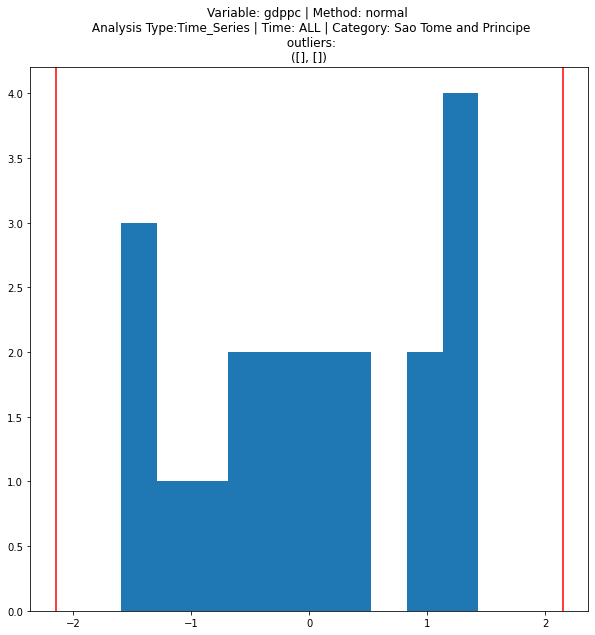 Variable: gdppc | Method: normal
Analysis Type:Time_Series | Time: ALL | Category: Sao Tome and Principe
outliers:
([], [])
4.0
3.5
3.0
2.5
2.0
1.5
1.0
0.5
0.0
−2 −1 0 1 2